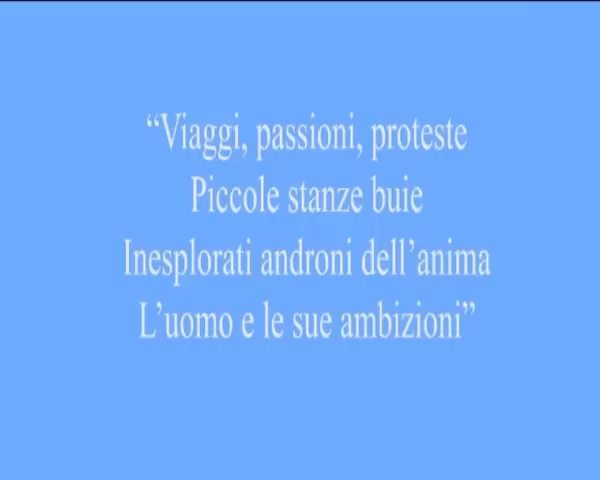 “Viaggi, passioni, proteste
Piccole stanze buie
Inesplorati androni dell’anima
L’uomo e le sue ambizioni”